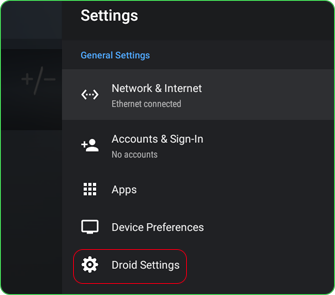 Settings
General Settings
+/-
Network & Internet
Ethernet connected
Accounts & Sign-In
No accounts
Apps
Device Preferences
Droid Settings